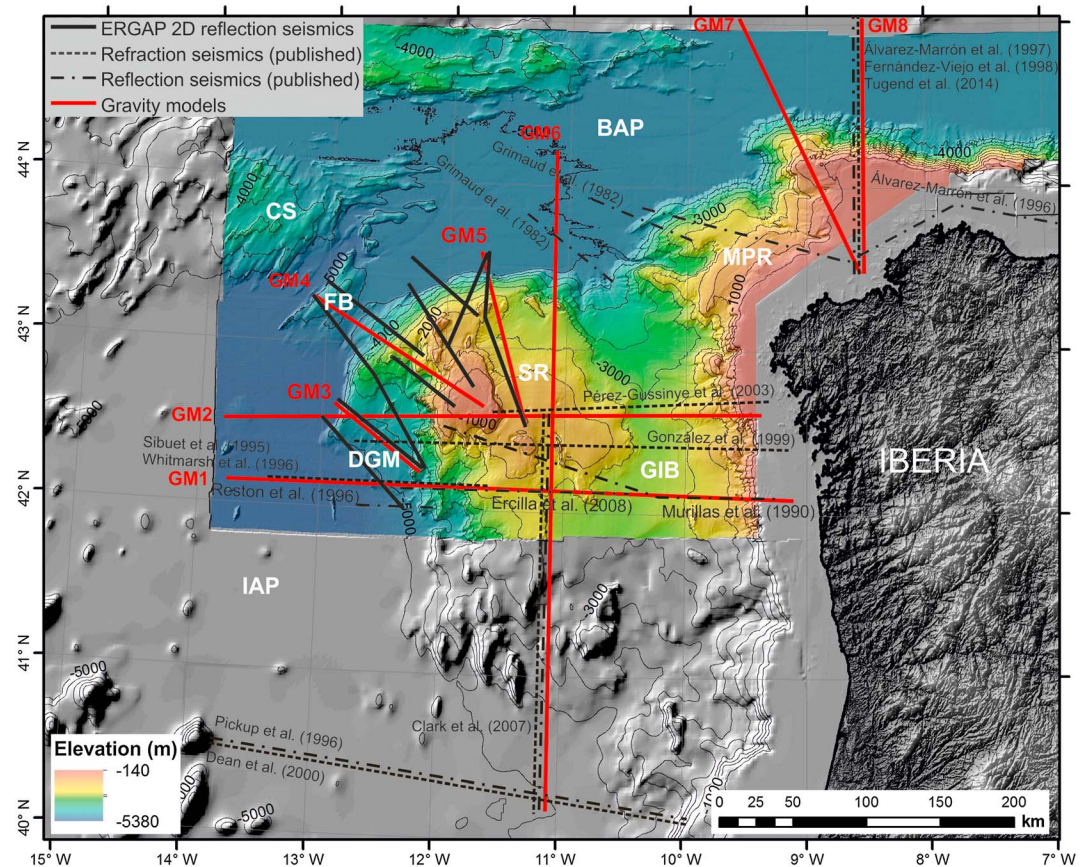 ERGAP 2D reflection seismics
Refraction seismics (published)
Reflection seismics (published)
Gravity models
-4000
GM7
GM8
Álvarez-Marrón et al. (1997)
Fernández-Viejo et al. (1998)
Tugend et al. (2014)
BAP
GM6
Grimaud et al. (1982)
Grimaud et al. (1982)
44° N
4000
4000
Álvarez-Marrón et al. (1996)
CS
-3000
GM5
MPR
-5000
GM4
FB
-1000
43° N
4000
-2000
SR
-3000
Pérez-Gussinye et al. (2003)
GM3
GM2
-1000
-5000
Sibuet et al. (1995)
González et al. (1999)
Whitmarsh et al. (1996)
DGM
GIB
IBERIA
GM1
42° N
Reston et al. (1996)
Ercilla et al. (2008)
Murillas et al. (1990)
-5000
IAP
-3000
41° N
-5000
Clark et al. (2007)
Pickup et al. (1996)
Dean et al. (2000)
Elevation (m)
-140
-5380
-5000
-5000
-1000
0 25 50 100 150 200
km
40° N
15° W 14° W 13° W 12° W 11° W 10° W 9° W 8° W 7° W